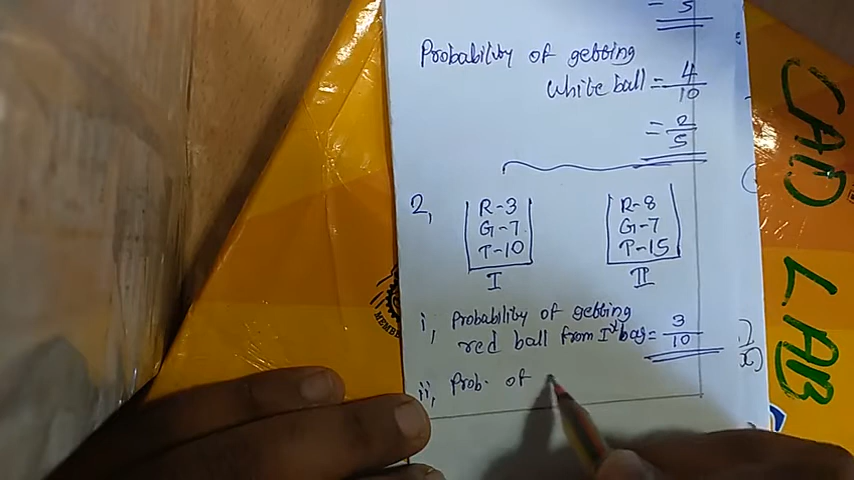 = 
5
Probability of getting
white ball = 4/10
= 2/5
2, R-3 R-8
G-7 G-7
T-10 T-15
I II
i, Probability of getting
red ball from Ist bag = 3/10
ii, Prob. of
CAD LAB
MEMBE